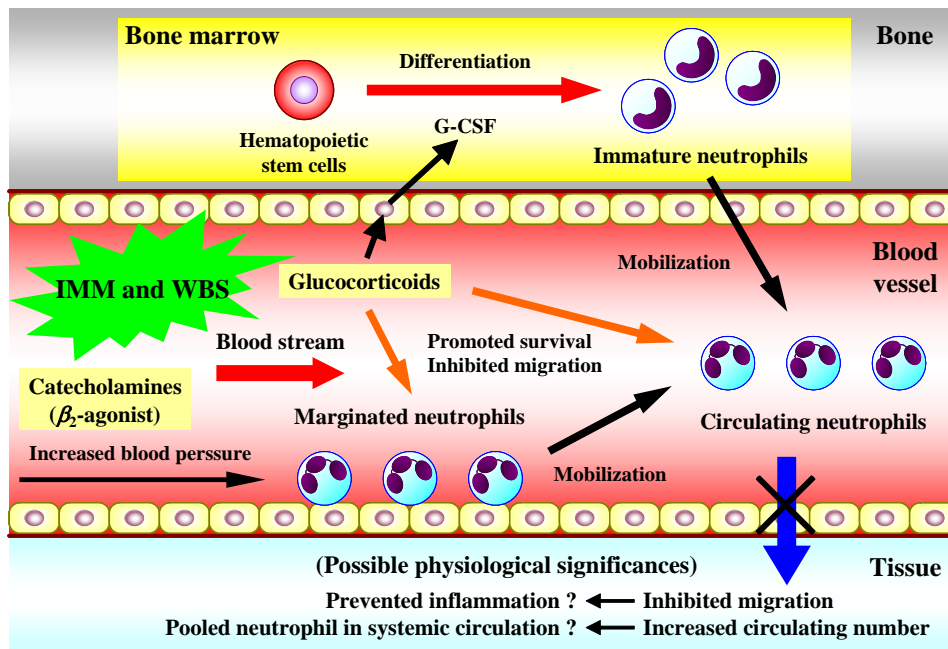 Bone marrow
Bone
Differentiation
G-CSF
Hematopoietic
stem cells
Immature neutrophils
Blood
vessel
Mobilization
IMM and WBS
Glucocorticoids
Blood stream
Promoted survival
Inhibited migration
Catecholamines
(β2-agonist)
Marginated neutrophils
Circulating neutrophils
Increased blood perssure
Mobilization
(Possible physiological significances)
Tissue
Prevented inflammation ? ← Inhibited migration
Pooled neutrophil in systemic circulation ? ← Increased circulating number